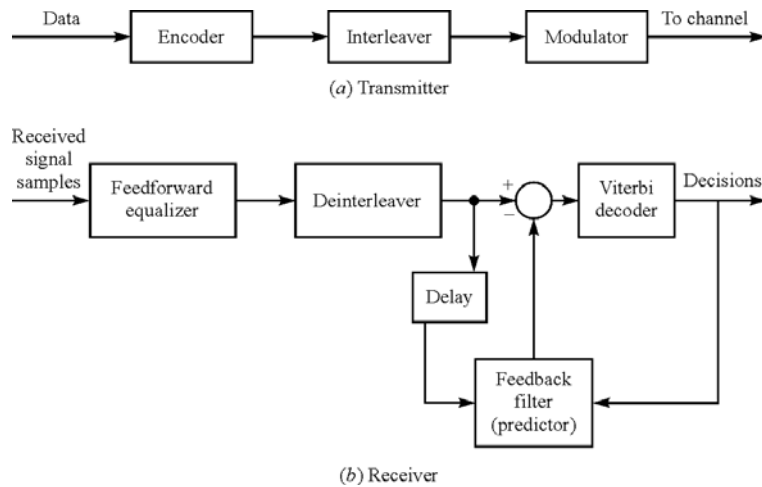 Data
To channel
Encoder
Interleaver
Modulator
(a) Transmitter
Received
signal
samples
Feedforward
equalizer
Deinterleaver
+
−
Viterbi
decoder
Decisions
Delay
Feedback
filter
(predictor)
(b) Receiver